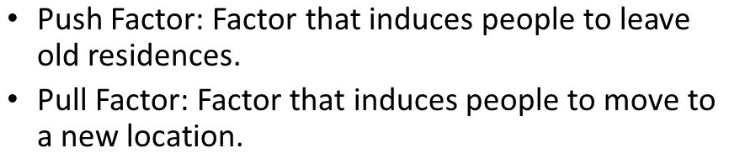 • Push Factor: Factor that induces people to leave
old residences.
• Pull Factor: Factor that induces people to move to
a new location.